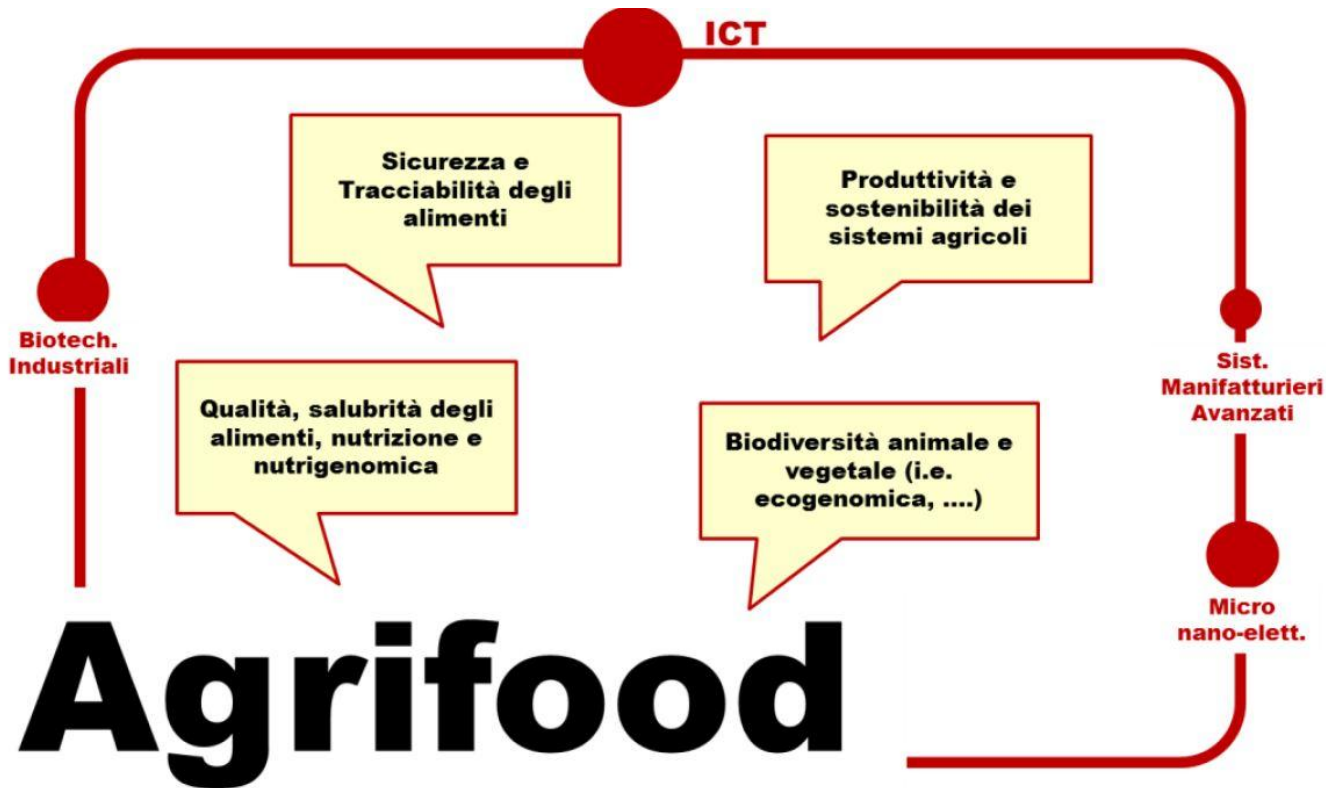 ICT
Sicurezza e
Tracciabilità degli
alimenti
Produttività e
sostenibilità dei
sistemi agricoli
Biotech.
Industriali
Sist.
Manifatturieri
Avanzati
Qualità, salubrità degli
alimenti, nutrizione e
nutrigenomica
Biodiversità animale e
vegetale (i.e.
ecogenomica, ....)
Micro
nano-elett.
Agrifood